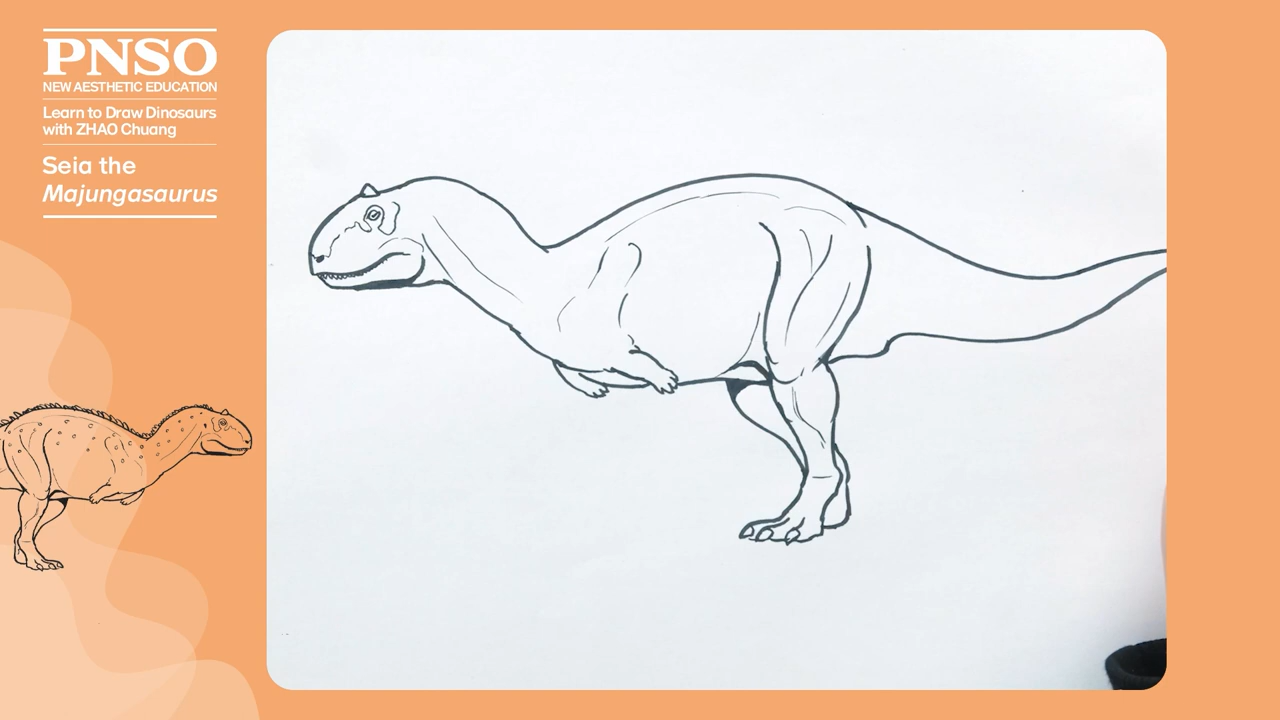 PNSO
NEW AESTHETIC EDUCATION
Learn to Draw Dinosaurs
with ZHAO Chuang
Seia the
Majungasaurus